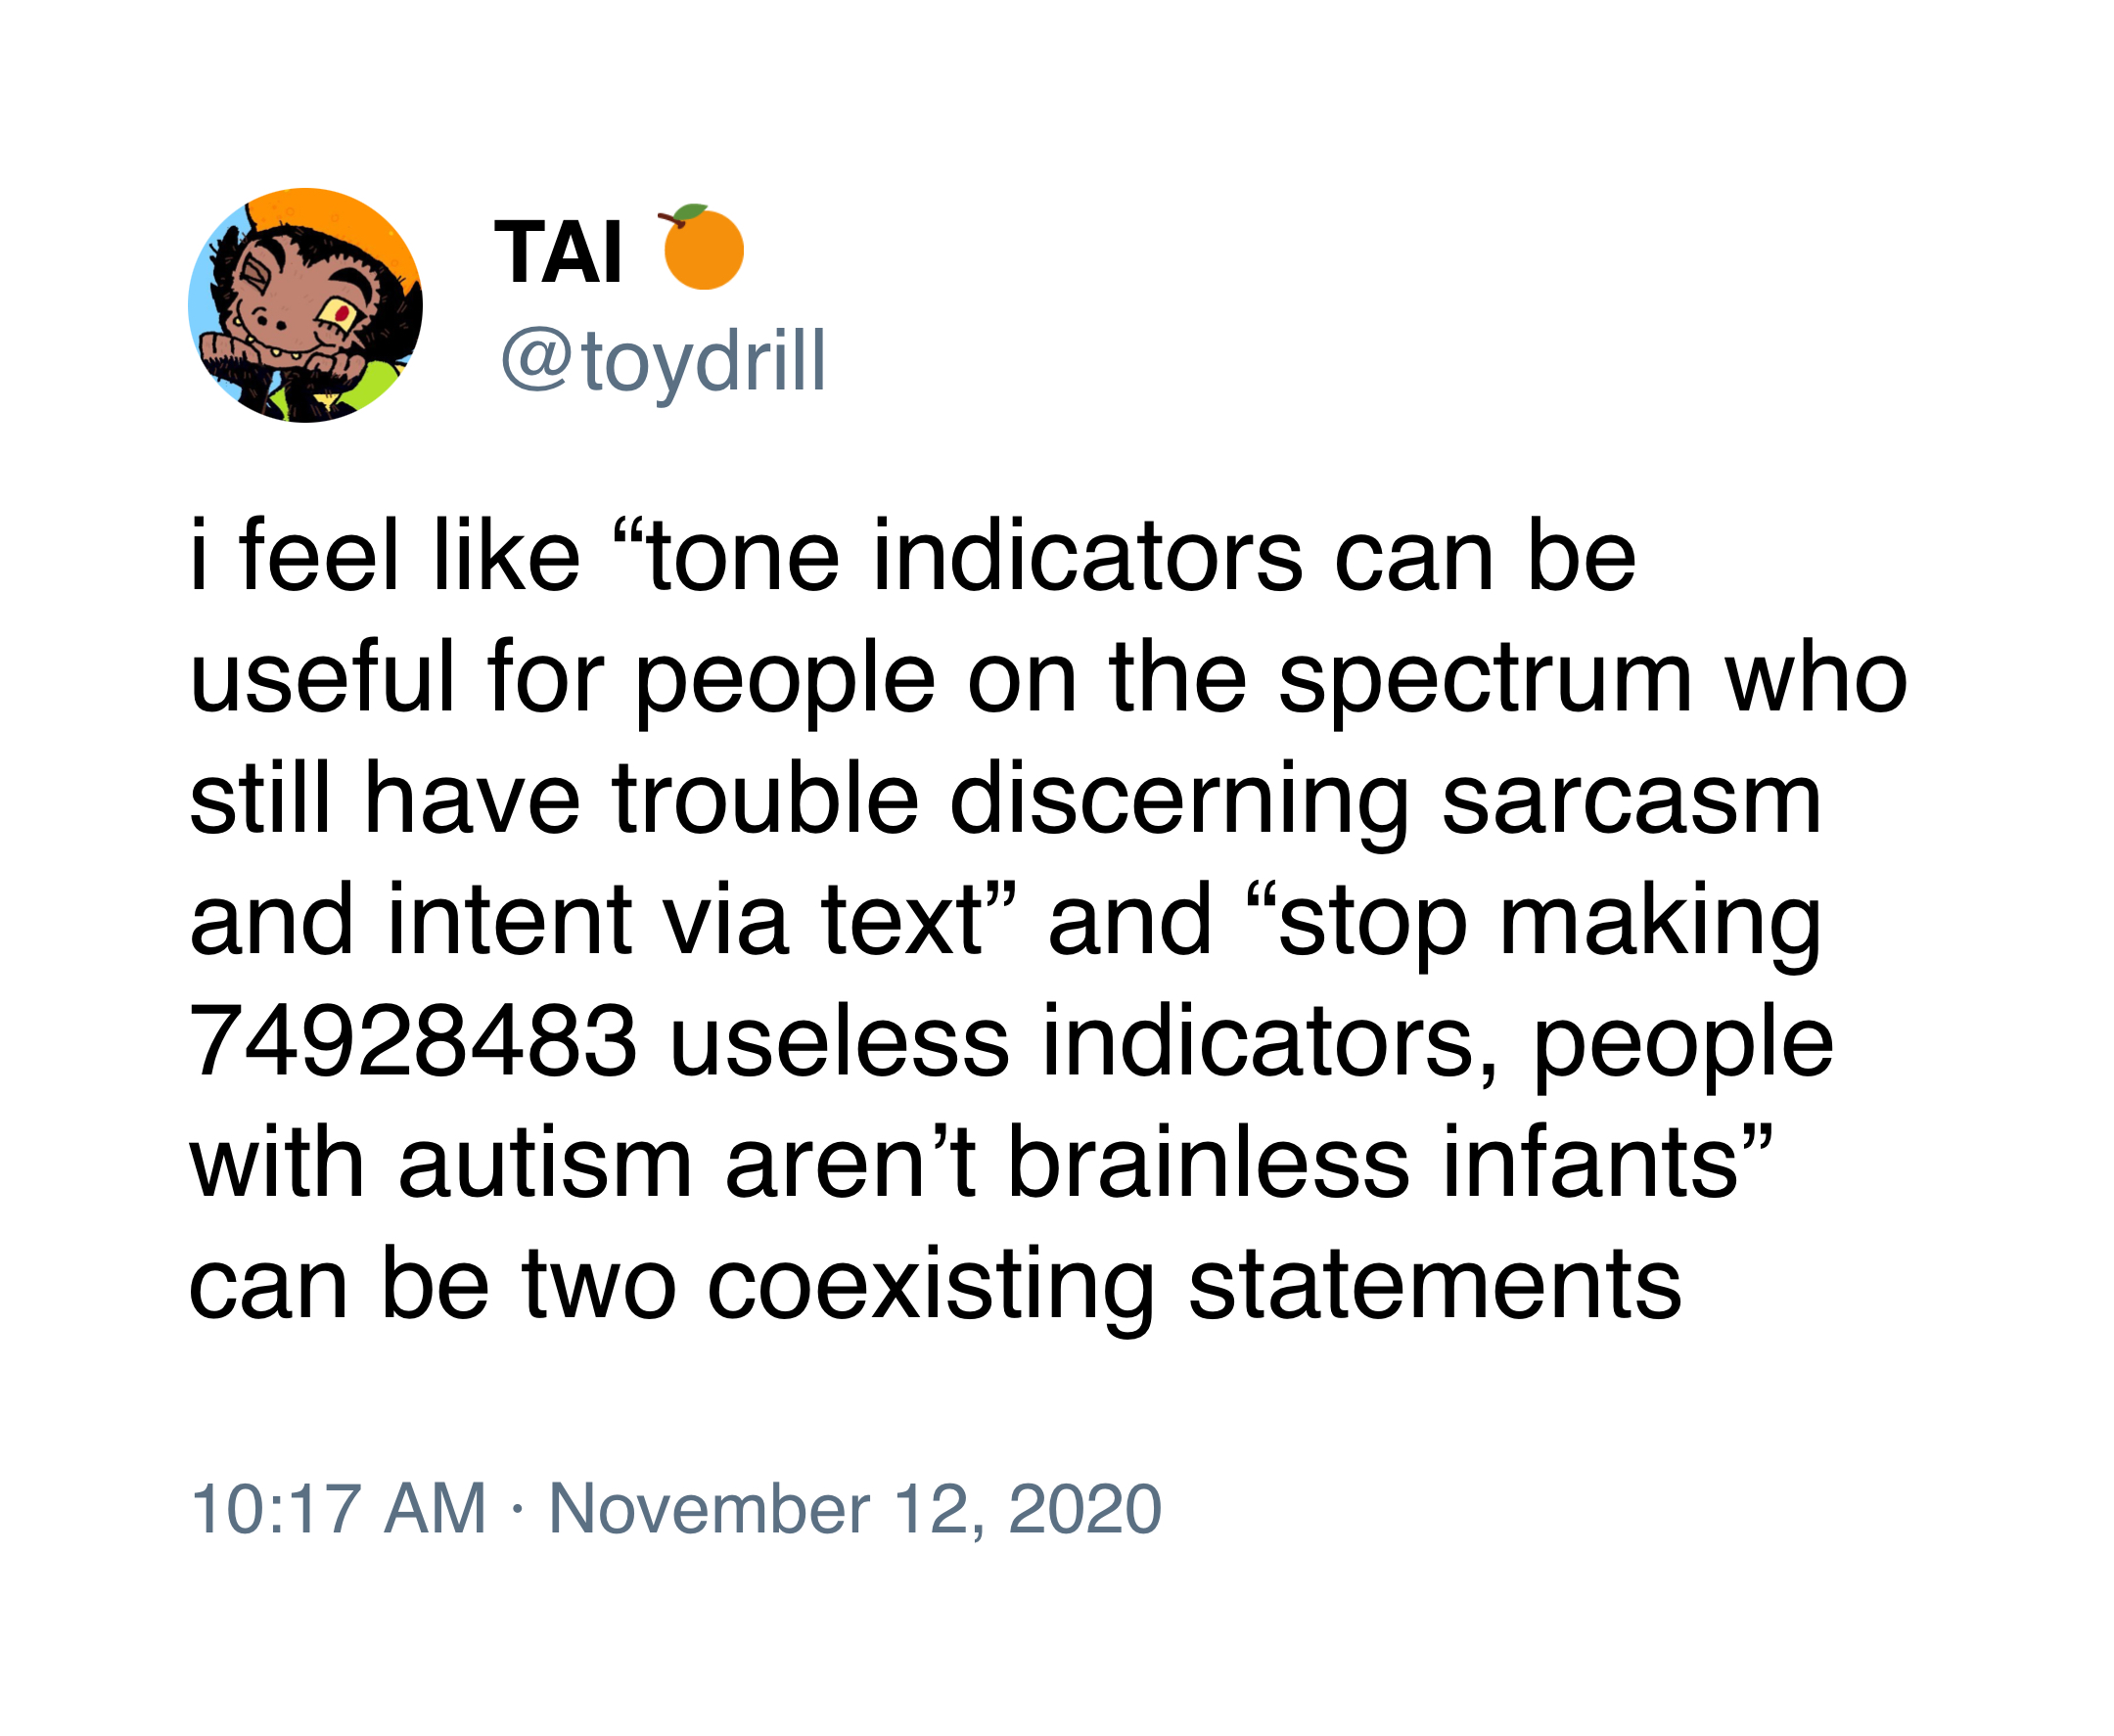 TAI 🍊
@toydrill
i feel like “tone indicators can be
useful for people on the spectrum who
still have trouble discerning sarcasm
and intent via text” and “stop making
74928483 useless indicators, people
with autism aren’t brainless infants”
can be two coexisting statements
10:17 AM · November 12, 2020